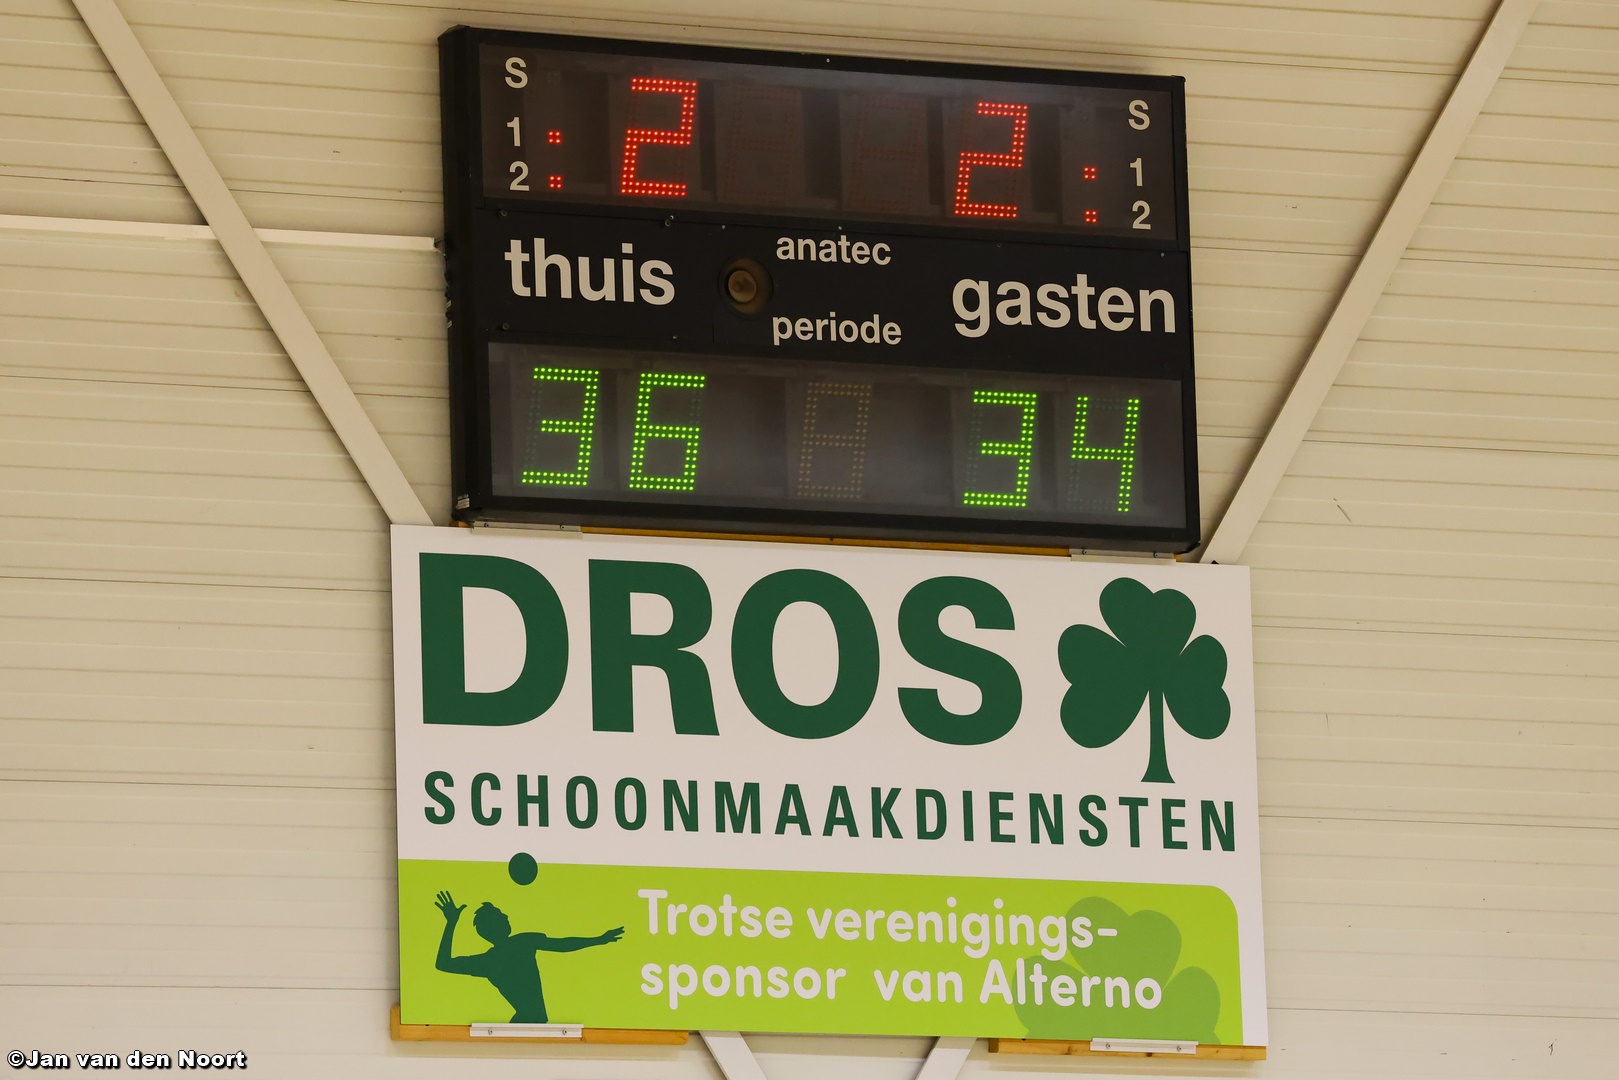 S 2 2 S
1 : : 1
2 2
thuis anatec gasten
periode
36 34
DROS
SCHOONMAAKDIENSTEN
Trotse verenigings-
sponsor van Alterno
©Jan van den Noort